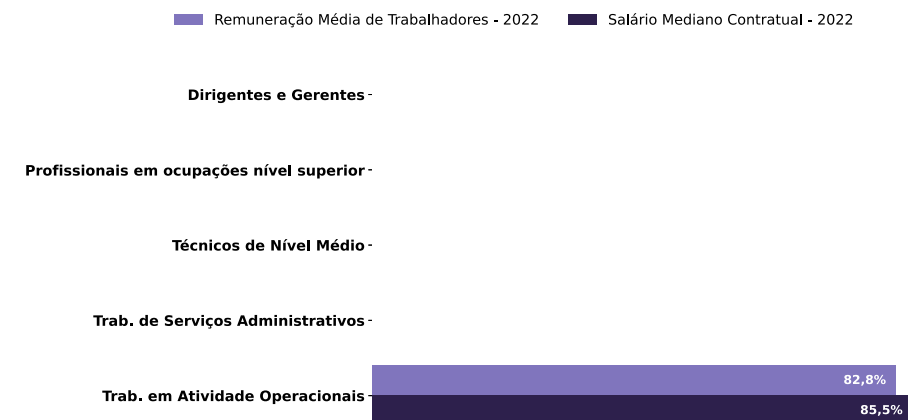 Remuneração Média de Trabalhadores - 2022 Salário Mediano Contratual - 2022
Dirigentes e Gerentes
Profissionais em ocupações nível superior
Técnicos de Nível Médio
Trab. de Serviços Administrativos
82,8%
Trab. em Atividade Operacionais
85,5%